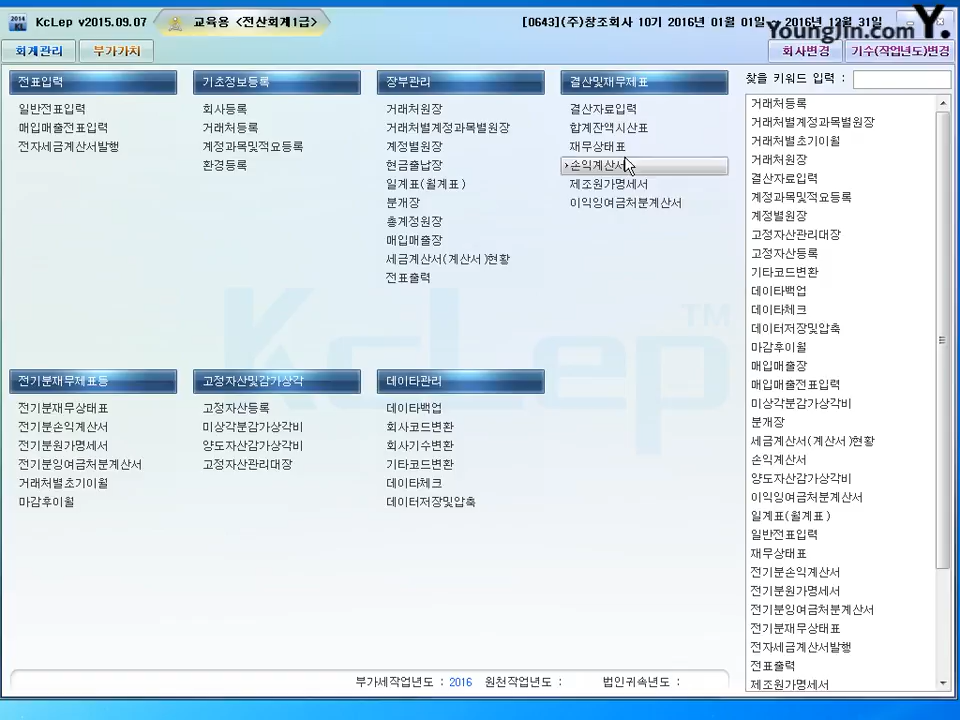 2014 KL KcLep v2015.09.07 교육용 <전산회계1급> [0643](주)창조회사 10기 2016년 01월 01일~ 2016년 12월 31일
YoungJin.com Y.
회계관리 부가가치 회사변경 기수(작업년도)변경
전표입력
일반전표입력
매입매출전표입력
전자세금계산서발행
기초정보등록
회사등록
거래처등록
계정과목및적요등록
환경등록
장부관리
거래처원장
거래처별계정과목별원장
계정별원장
현금출납장
일계표(월계표)
분개장
총계정원장
매입매출장
세금계산서(계산서)현황
전표출력
결산및재무제표
결산자료입력
합계잔액시산표
재무상태표
손익계산서
제조원가명세서
이익잉여금처분계산서
KcLep™
전기분재무제표등
전기분재무상태표
전기분손익계산서
전기분원가명세서
전기분잉여금처분계산서
거래처별초기이월
마감후이월
고정자산및감가상각
고정자산등록
미상각분감가상각비
양도자산감가상각비
고정자산관리대장
데이타관리
데이타백업
회사코드변환
회사기수변환
기타코드변환
데이타체크
데이터저장및압축
찾을 키워드 입력 :
거래처등록
거래처별계정과목별원장
거래처별초기이월
거래처원장
결산자료입력
계정과목및적요등록
계정별원장
고정자산관리대장
고정자산등록
기타코드변환
데이타백업
데이타체크
데이터저장및압축
마감후이월
매입매출장
매입매출전표입력
미상각분감가상각비
분개장
세금계산서(계산서)현황
손익계산서
양도자산감가상각비
이익잉여금처분계산서
일계표(월계표)
일반전표입력
재무상태표
전기분손익계산서
전기분원가명세서
전기분잉여금처분계산서
전기분재무상태표
전자세금계산서발행
전표출력
제조원가명세서
부가세작업년도 : 2016 원천작업년도 : 법인귀속년도 :